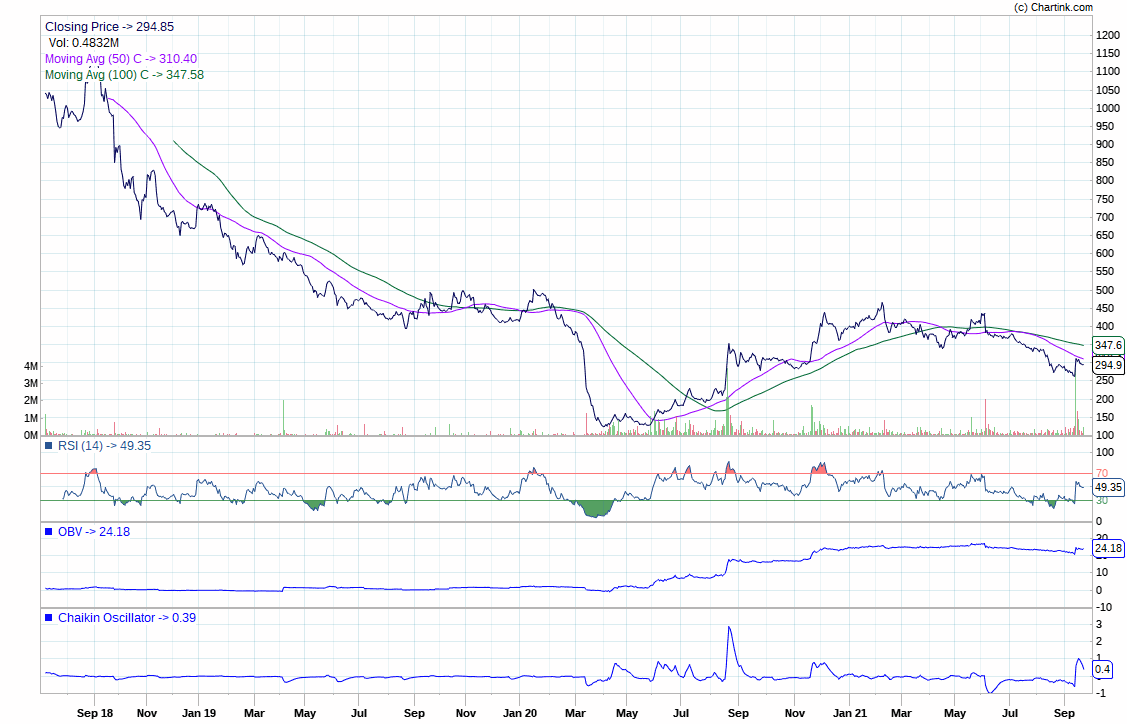 (c) Chartink.com
Closing Price -> 294.85
Vol: 0.4832M
Moving Avg (50) C -> 310.40
Moving Avg (100) C -> 347.58
1200
1150
1100
1050
1000
950
900
850
800
750
700
650
600
550
500
450
400
347.6
294.9
250
200
150
100
4M
3M
2M
1M
0M
RSI (14) -> 49.35
100
70
49.35
30
0
OBV -> 24.18
20
24.18
10
0
-10
Chaikin Oscillator -> 0.39
3
2
1
0.4
-1
Sep 18 Nov Jan 19 Mar May Jul Sep Nov Jan 20 Mar May Jul Sep Nov Jan 21 Mar May Jul Sep